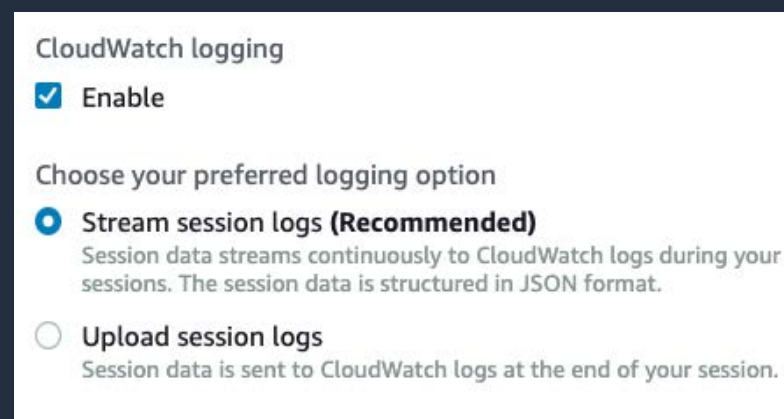 CloudWatch logging
Enable
Choose your preferred logging option
Stream session logs (Recommended)
Session data streams continuously to CloudWatch logs during your
sessions. The session data is structured in JSON format.
Upload session logs
Session data is sent to CloudWatch logs at the end of your session.